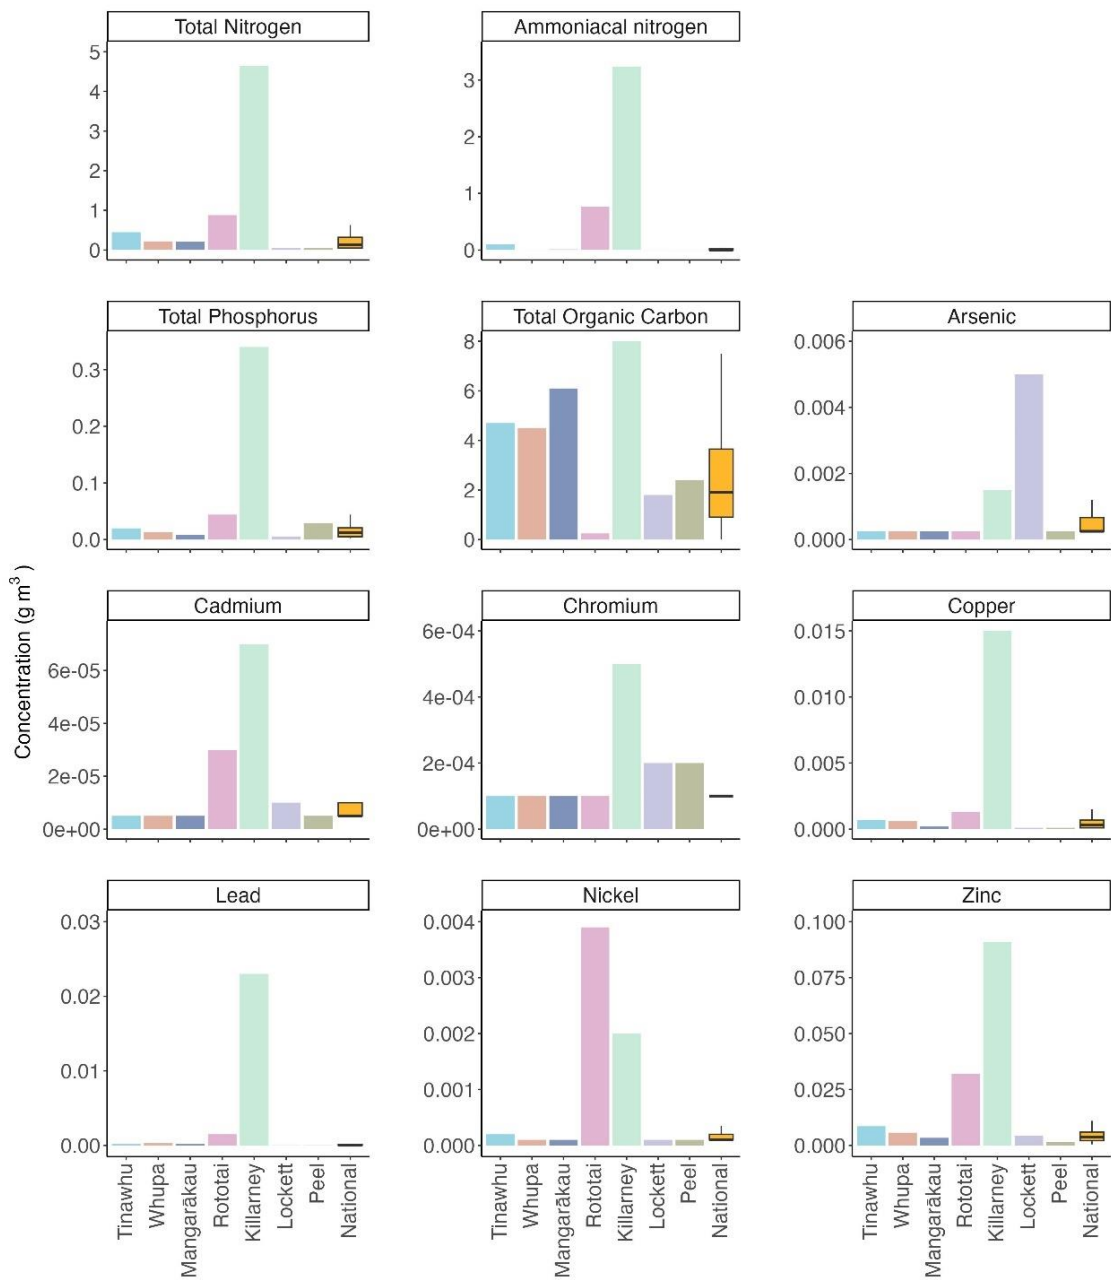 Total Nitrogen
5
4
3
2
1
0
Ammoniacal nitrogen
3
2
1
0
Total Phosphorus
0.3
0.2
0.1
0.0
Total Organic Carbon
8
6
4
2
0
Arsenic
0.006
0.004
0.002
0.000
Concentration (g m³ )
Cadmium
6e-05
4e-05
2e-05
0e+00
Chromium
6e-04
4e-04
2e-04
0e+00
Copper
0.015
0.010
0.005
0.000
Lead
0.03
0.02
0.01
0.00
Nickel
0.004
0.003
0.002
0.001
0.000
Zinc
0.100
0.075
0.050
0.025
0.000
Tinawhu
Whupa
Mangarākau
Rototai
Killarney
Lockett
Peel
National
Tinawhu
Whupa
Mangarākau
Rototai
Killarney
Lockett
Peel
National
Tinawhu
Whupa
Mangarākau
Rototai
Killarney
Lockett
Peel
National